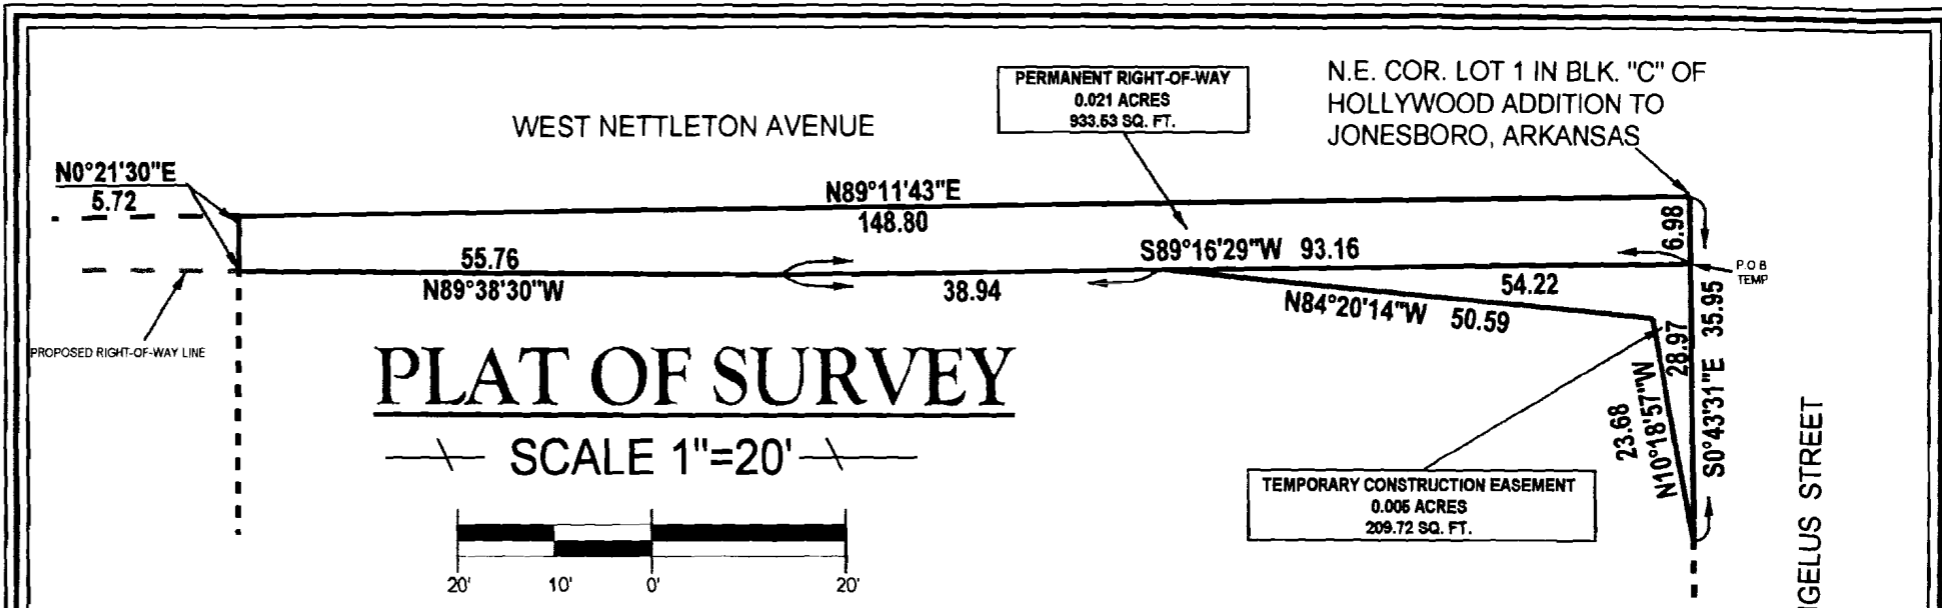 PERMANENT RIGHT-OF-WAY
0.021 ACRES
933.53 SQ. FT.
N.E. COR. LOT 1 IN BLK. "C" OF
HOLLYWOOD ADDITION TO
JONESBORO, ARKANSAS
WEST NETTLETON AVENUE
N0°21'30"E
5.72
N89°11'43"E
148.80
6.98
S89°16'29"W 93.16
55.76
N89°38'30"W
38.94
54.22
P.O B
TEMP
N84°20'14"W 50.59
PROPOSED RIGHT-OF-WAY LINE
28.97
S0°43'31"E 35.95
23.68
N10°18'57"W
PLAT OF SURVEY
SCALE 1"=20'
TEMPORARY CONSTRUCTION EASEMENT
0.005 ACRES
209.72 SQ. FT.
20' 10' 0' 20'
NGELUS STREET